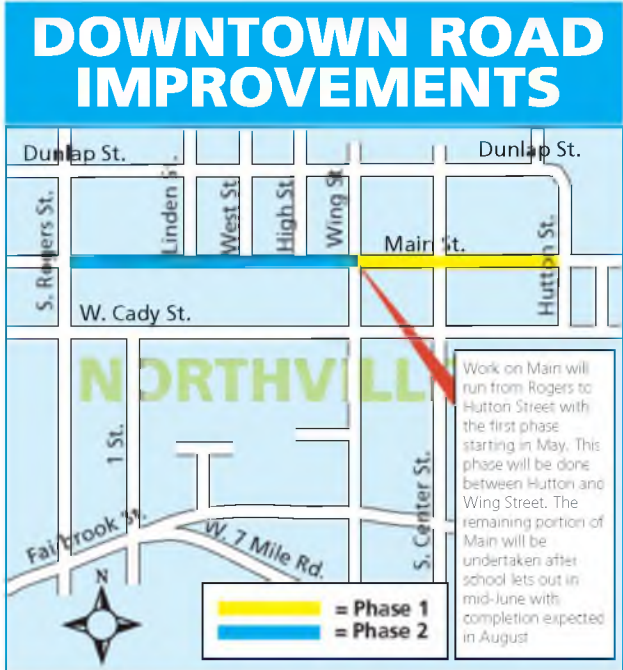 DOWNTOWN ROAD
IMPROVEMENTS
Dunlap St.
Dunlap St.
S. Rogers St.
Linden St.
West St
High St.
Wing St
Main St.
Hutton St.
W. Cady St.
NORTHVILLE
1 St.
S. Center St.
Fairbrook St.
W. 7 Mile Rd.
N
Work on Main will
run from Rogers to
Hutton Street with
the first phase
starting in May. This
phase will be done
between Hutton and
Wing Street. The
remaining portion of
Main will be
undertaken after
school lets out in
mid-June with
completion expected
in August
= Phase 1
= Phase 2